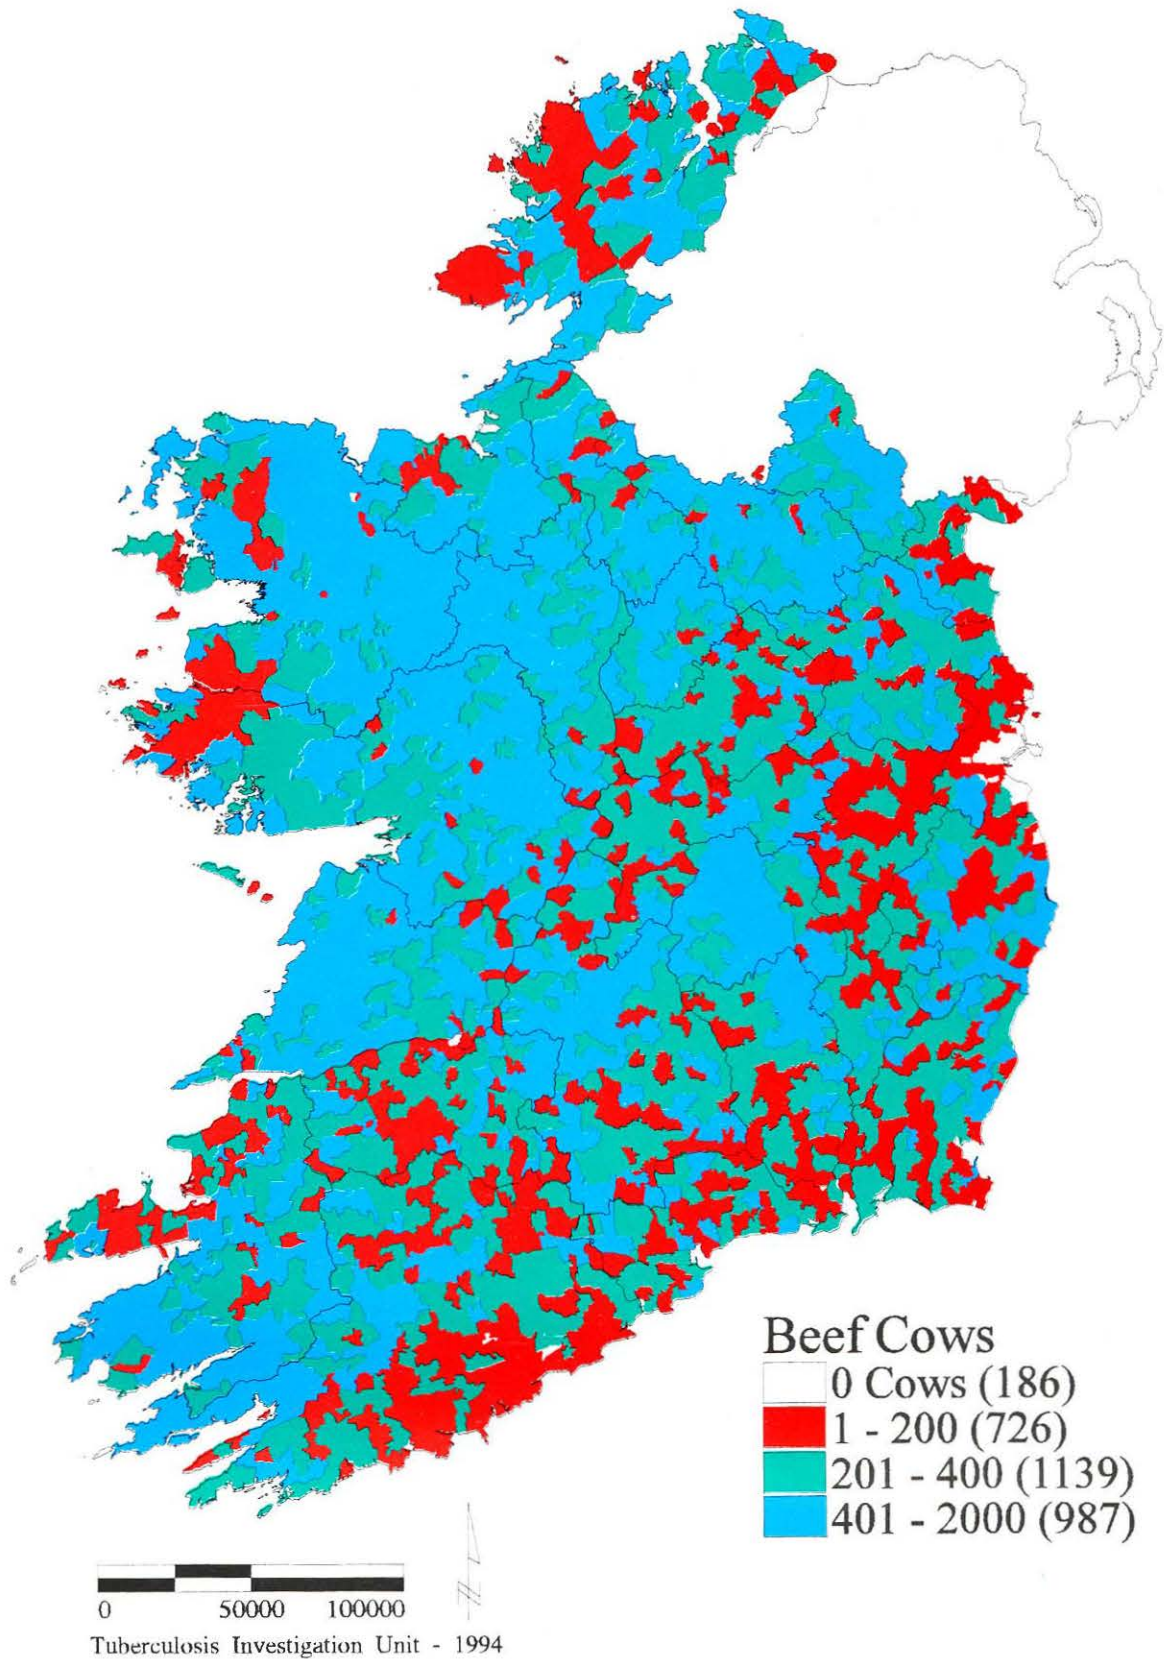 Beef Cows
0 Cows (186)
1 - 200 (726)
201 - 400 (1139)
401 - 2000 (987)
N
0 50000 100000
Tuberculosis Investigation Unit - 1994